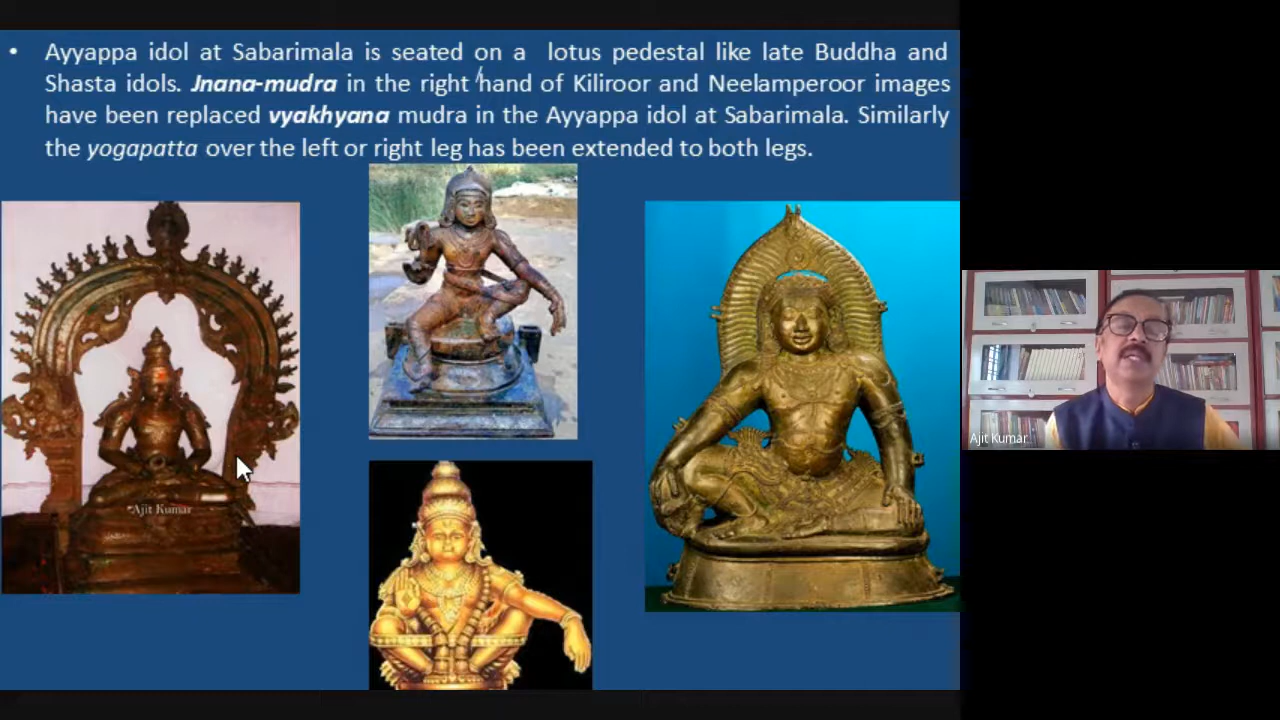 • Ayyappa idol at Sabarimala is seated on a lotus pedestal like late Buddha and
Shasta idols. Jnana-mudra in the right hand of Kiliroor and Neelamperoor images
have been replaced vyakhyana mudra in the Ayyappa idol at Sabarimala. Similarly
the yogapatta over the left or right leg has been extended to both legs.
Ajit Kumar
Ajit Kumar